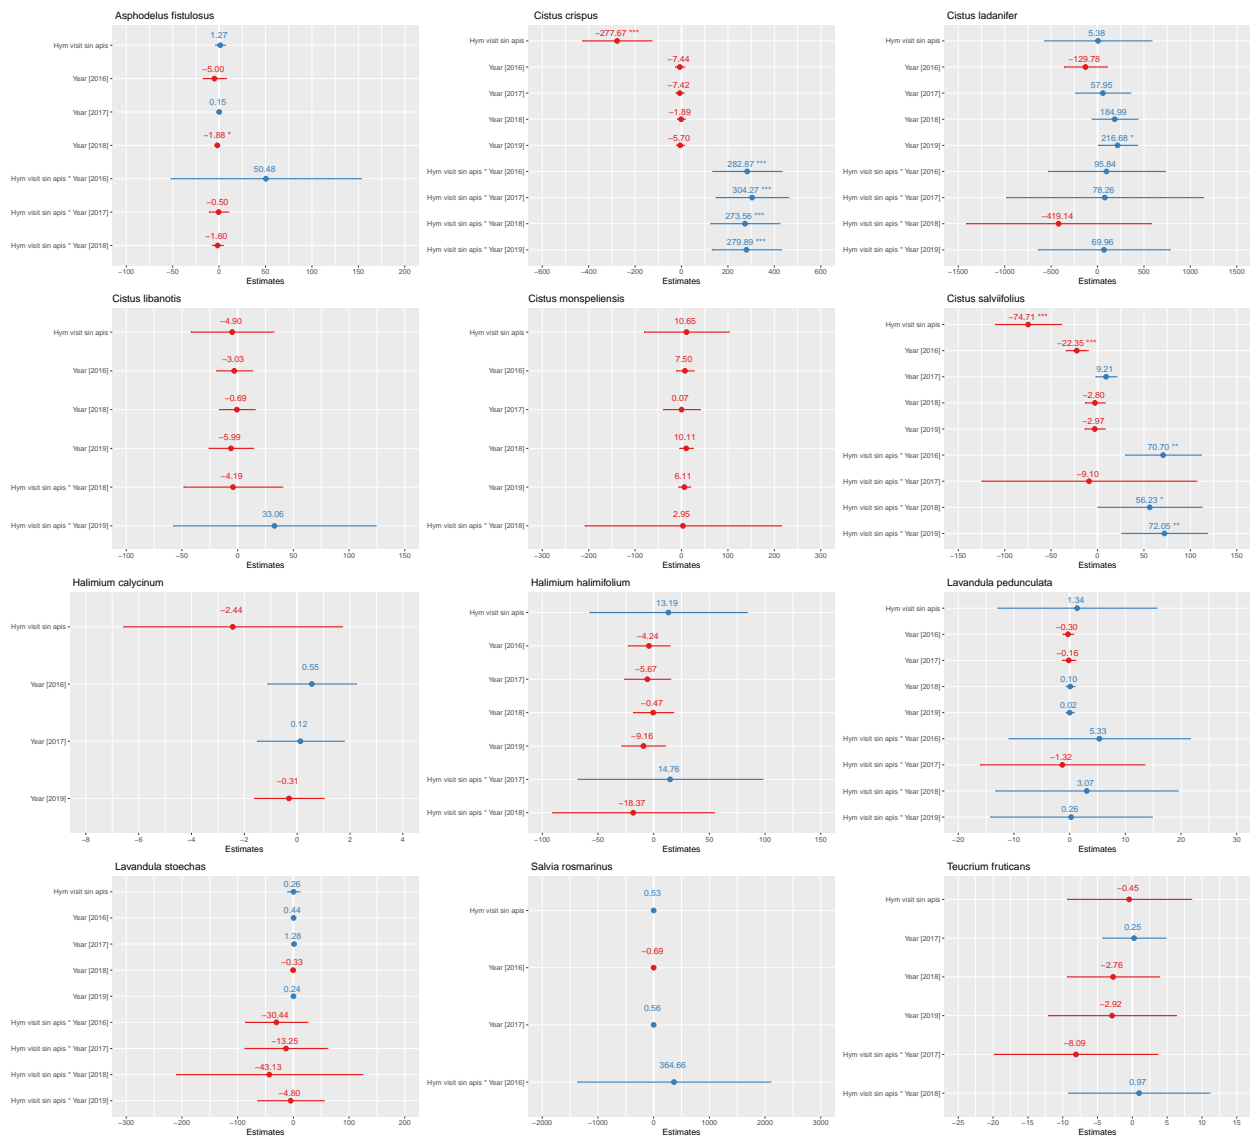 Asphodelus fistulosus
1.27
Hym visit sin apis
−5.00
Year [2016]
0.15
Year [2017]
−1.88 *
Year [2018]
50.48
Hym visit sin apis * Year [2016]
−0.50
Hym visit sin apis * Year [2017]
−1.60
Hym visit sin apis * Year [2018]
−100 −50 0 50 100 150 200
Estimates
Cistus crispus
−277.67 ***
Hym visit sin apis
−7.44
Year [2016]
−7.42
Year [2017]
−1.89
Year [2018]
−5.70
Year [2019]
282.87 ***
Hym visit sin apis * Year [2016]
304.27 ***
Hym visit sin apis * Year [2017]
273.56 ***
Hym visit sin apis * Year [2018]
279.89 ***
Hym visit sin apis * Year [2019]
−600 −400 −200 0 200 400 600
Estimates
Cistus ladanifer
5.38
Hym visit sin apis
−129.78
Year [2016]
57.95
Year [2017]
184.99
Year [2018]
216.68 *
Year [2019]
95.84
Hym visit sin apis * Year [2016]
78.26
Hym visit sin apis * Year [2017]
−419.14
Hym visit sin apis * Year [2018]
69.96
Hym visit sin apis * Year [2019]
−1500 −1000 −500 0 500 1000 1500
Estimates
Cistus libanotis
−4.90
Hym visit sin apis
−3.03
Year [2016]
−0.69
Year [2018]
−5.99
Year [2019]
−4.19
Hym visit sin apis * Year [2018]
33.06
Hym visit sin apis * Year [2019]
−100 −50 0 50 100 150
Estimates
Cistus monspeliensis
10.65
Hym visit sin apis
7.50
Year [2016]
0.07
Year [2017]
10.11
Year [2018]
6.11
Year [2019]
2.95
Hym visit sin apis * Year [2018]
−300 −200 −100 0 100 200 300
Estimates
Cistus salviifolius
−74.71 ***
Hym visit sin apis
−22.35 ***
Year [2016]
9.21
Year [2017]
−2.80
Year [2018]
−2.97
Year [2019]
70.70 **
Hym visit sin apis * Year [2016]
−9.10
Hym visit sin apis * Year [2017]
56.23 *
Hym visit sin apis * Year [2018]
72.05 **
Hym visit sin apis * Year [2019]
−150 −100 −50 0 50 100 150
Estimates
Halimium calycinum
−2.44
Hym visit sin apis
0.55
Year [2016]
0.12
Year [2017]
−0.31
Year [2019]
−8 −6 −4 −2 0 2 4
Estimates
Halimium halimifolium
13.19
Hym visit sin apis
−4.24
Year [2016]
−5.67
Year [2017]
−0.47
Year [2018]
−9.16
Year [2019]
14.76
Hym visit sin apis * Year [2017]
−18.37
Hym visit sin apis * Year [2018]
−100 −50 0 50 100 150
Estimates
Lavandula pedunculata
1.34
Hym visit sin apis
−0.30
Year [2016]
−0.16
Year [2017]
0.10
Year [2018]
0.02
Year [2019]
5.33
Hym visit sin apis * Year [2016]
−1.32
Hym visit sin apis * Year [2017]
3.07
Hym visit sin apis * Year [2018]
0.26
Hym visit sin apis * Year [2019]
−20 −10 0 10 20 30
Estimates
Lavandula stoechas
0.26
Hym visit sin apis
0.44
Year [2016]
1.28
Year [2017]
−0.33
Year [2018]
0.24
Year [2019]
−30.44
Hym visit sin apis * Year [2016]
−13.25
Hym visit sin apis * Year [2017]
−43.13
Hym visit sin apis * Year [2018]
−4.80
Hym visit sin apis * Year [2019]
−300 −200 −100 0 100 200
Estimates
Salvia rosmarinus
0.53
Hym visit sin apis
−0.69
Year [2016]
0.56
Year [2017]
364.66
Hym visit sin apis * Year [2016]
−2000 −1000 0 1000 2000 3000
Estimates
Teucrium fruticans
−0.45
Hym visit sin apis
0.25
Year [2017]
−2.76
Year [2018]
−2.92
Year [2019]
−8.09
Hym visit sin apis * Year [2017]
0.97
Hym visit sin apis * Year [2018]
−25 −20 −15 −10 −5 0 5 10 15
Estimates